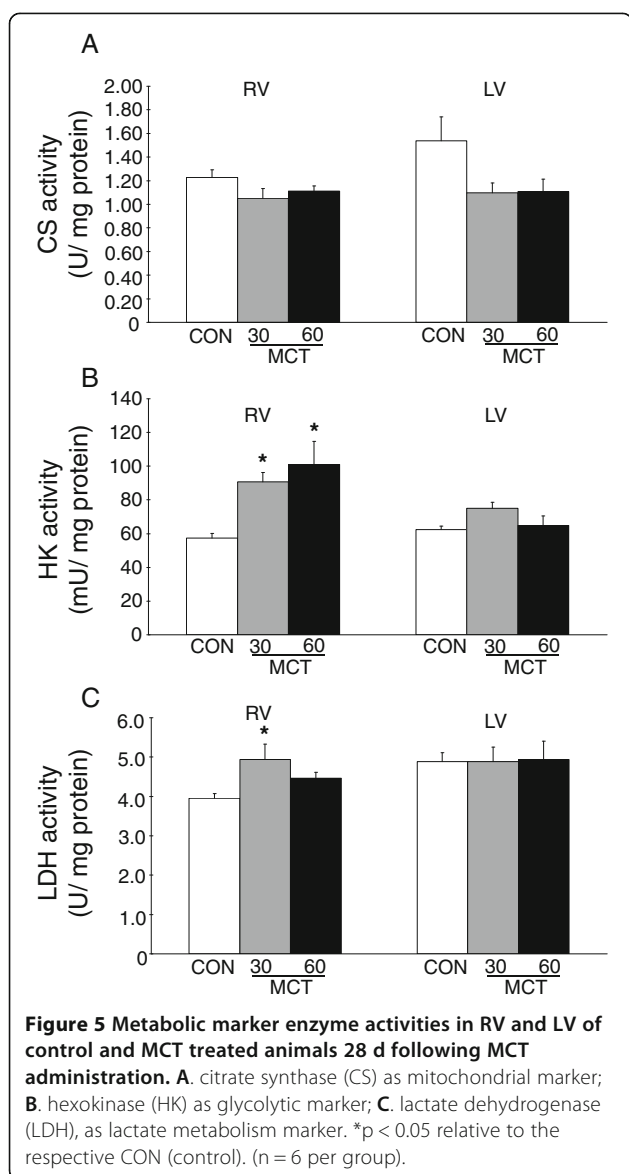 A
RV LV
2.00
1.80
1.60
1.40
1.20
1.00
0.80
0.60
0.40
0.20
0
CS activity
(U/ mg protein)
CON 30 60 CON 30 60
MCT MCT
B
RV LV
140
120
100
80
60
40
20
0
HK activity
(mU/ mg protein)
* *
CON 30 60 CON 30 60
MCT MCT
C
RV LV
6.0
5.0
4.0
3.0
2.0
1.0
0
LDH activity
(U/ mg protein)
*
CON 30 60 CON 30 60
MCT MCT
Figure 5 Metabolic marker enzyme activities in RV and LV of
control and MCT treated animals 28 d following MCT
administration. A. citrate synthase (CS) as mitochondrial marker;
B. hexokinase (HK) as glycolytic marker; C. lactate dehydrogenase
(LDH), as lactate metabolism marker. *p < 0.05 relative to the
respective CON (control). (n = 6 per group).